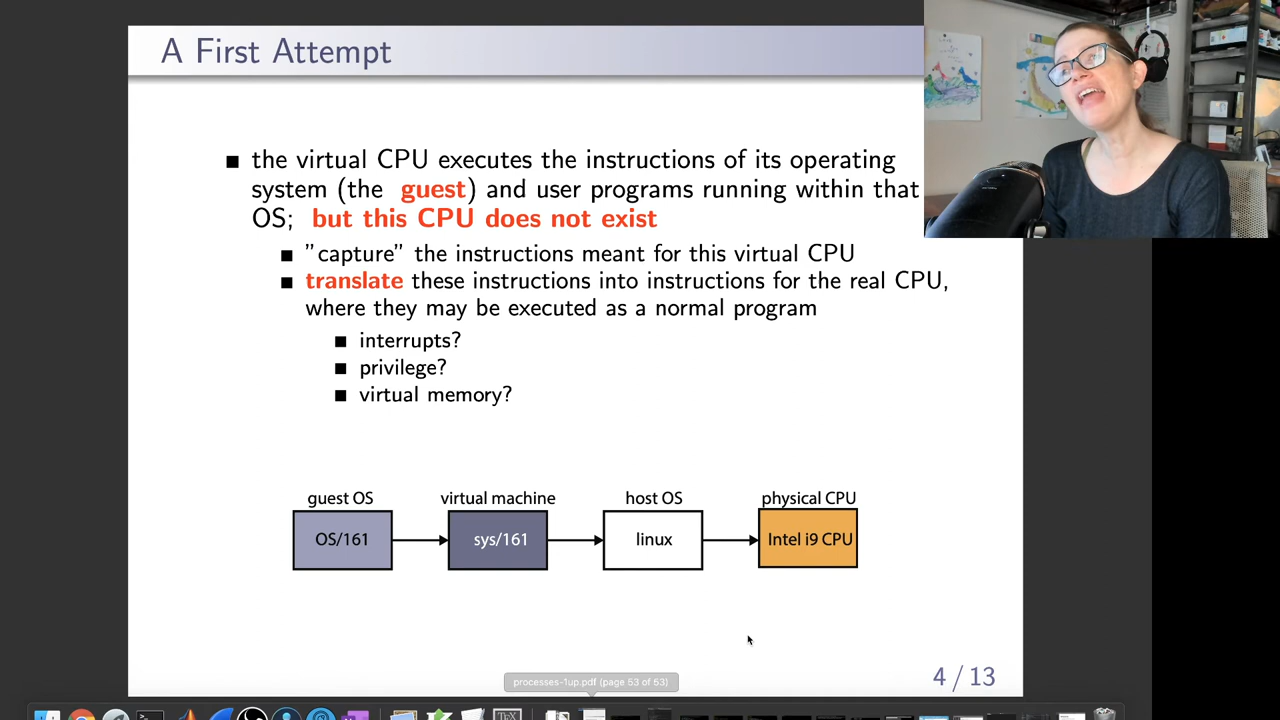 A First Attempt
■ the virtual CPU executes the instructions of its operating
system (the guest) and user programs running within that
OS; but this CPU does not exist
■ "capture" the instructions meant for this virtual CPU
■ translate these instructions into instructions for the real CPU,
where they may be executed as a normal program
■ interrupts?
■ privilege?
■ virtual memory?
guest OS virtual machine host OS physical CPU
OS/161 sys/161 linux Intel i9 CPU
4 / 13
processes-1up.pdf (page 53 of 63)
TEX